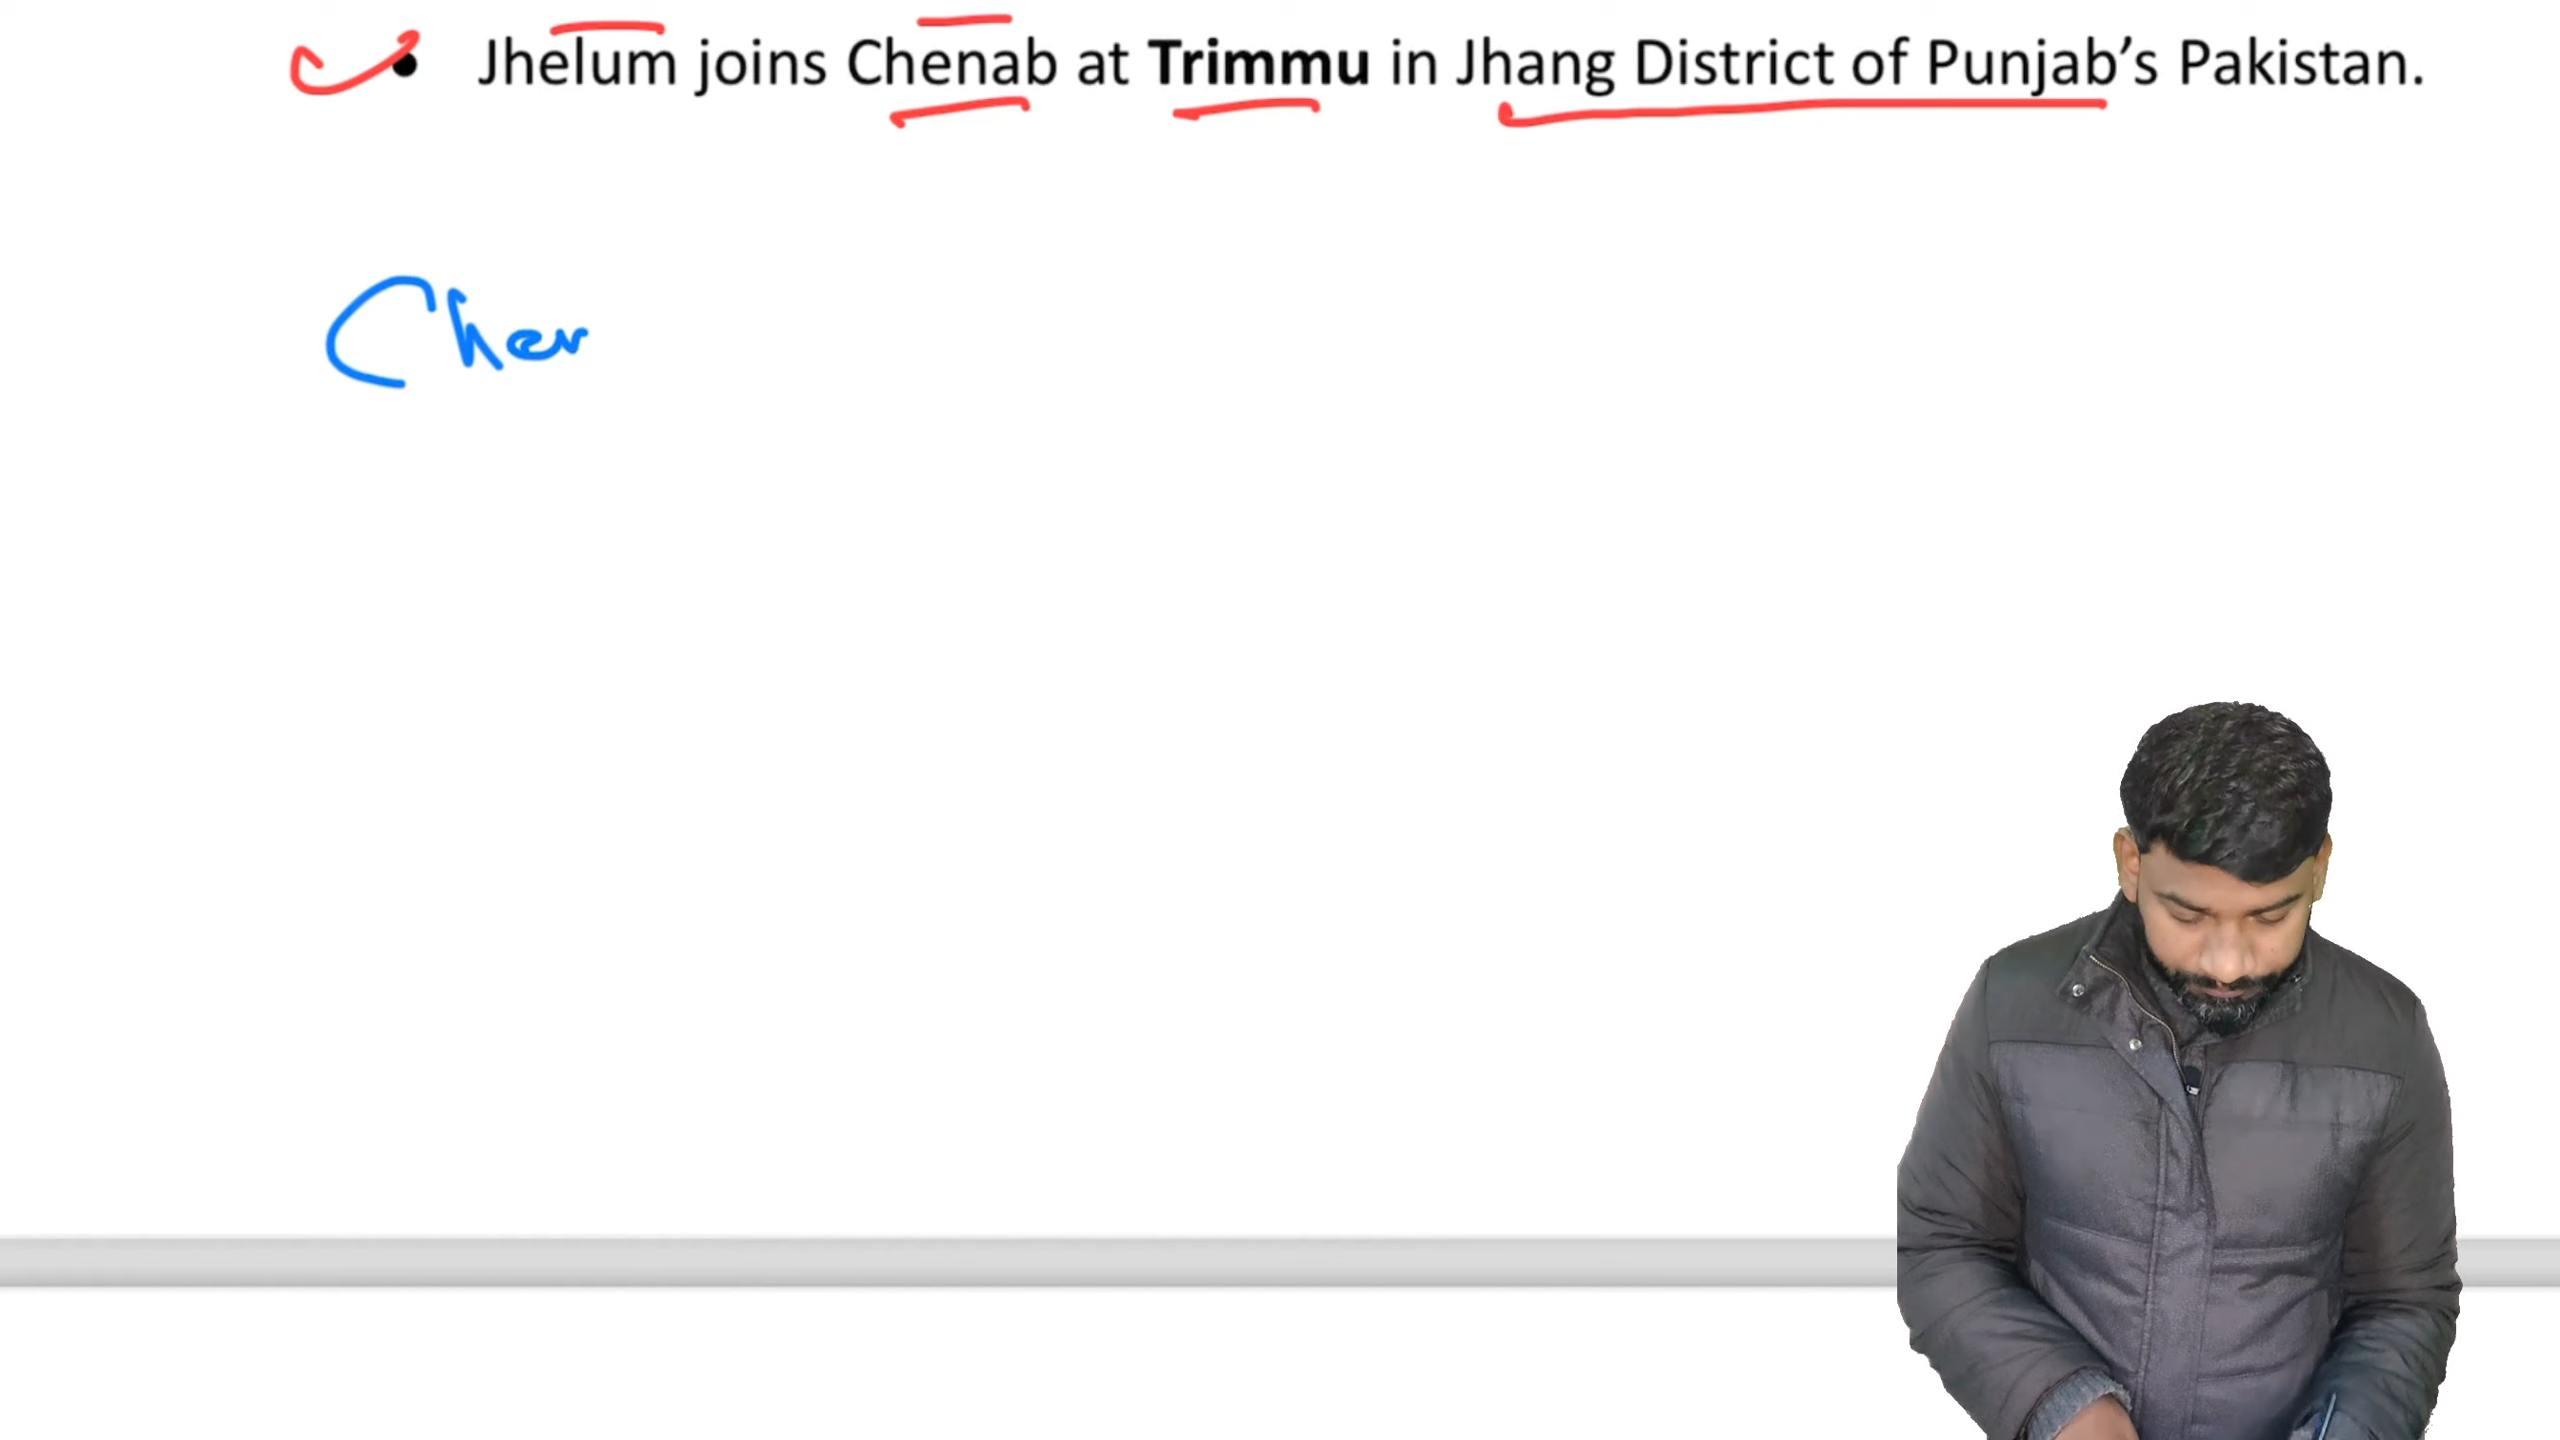 • Jhelum joins Chenab at Trimmu in Jhang District of Punjab’s Pakistan.
Chen